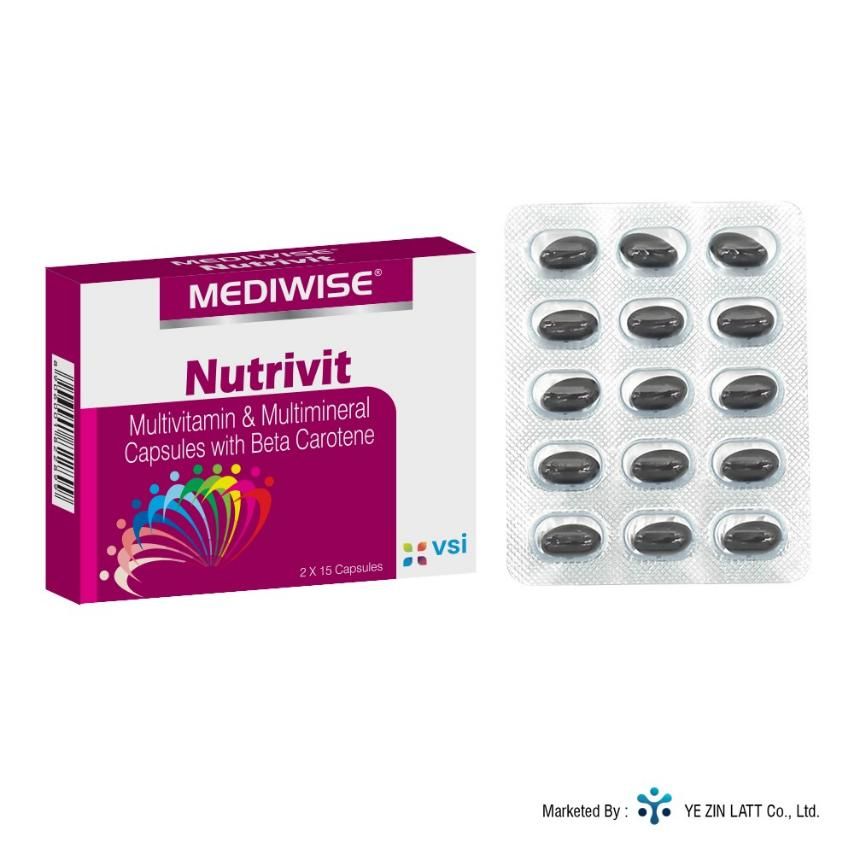 MEDIWISE®
Nutrivit
MEDIWISE®
Nutrivit
Multivitamin & Multimineral
Capsules with Beta Carotene
vsi
2 X 15 Capsules
Marketed By : YE ZIN LATT Co., Ltd.